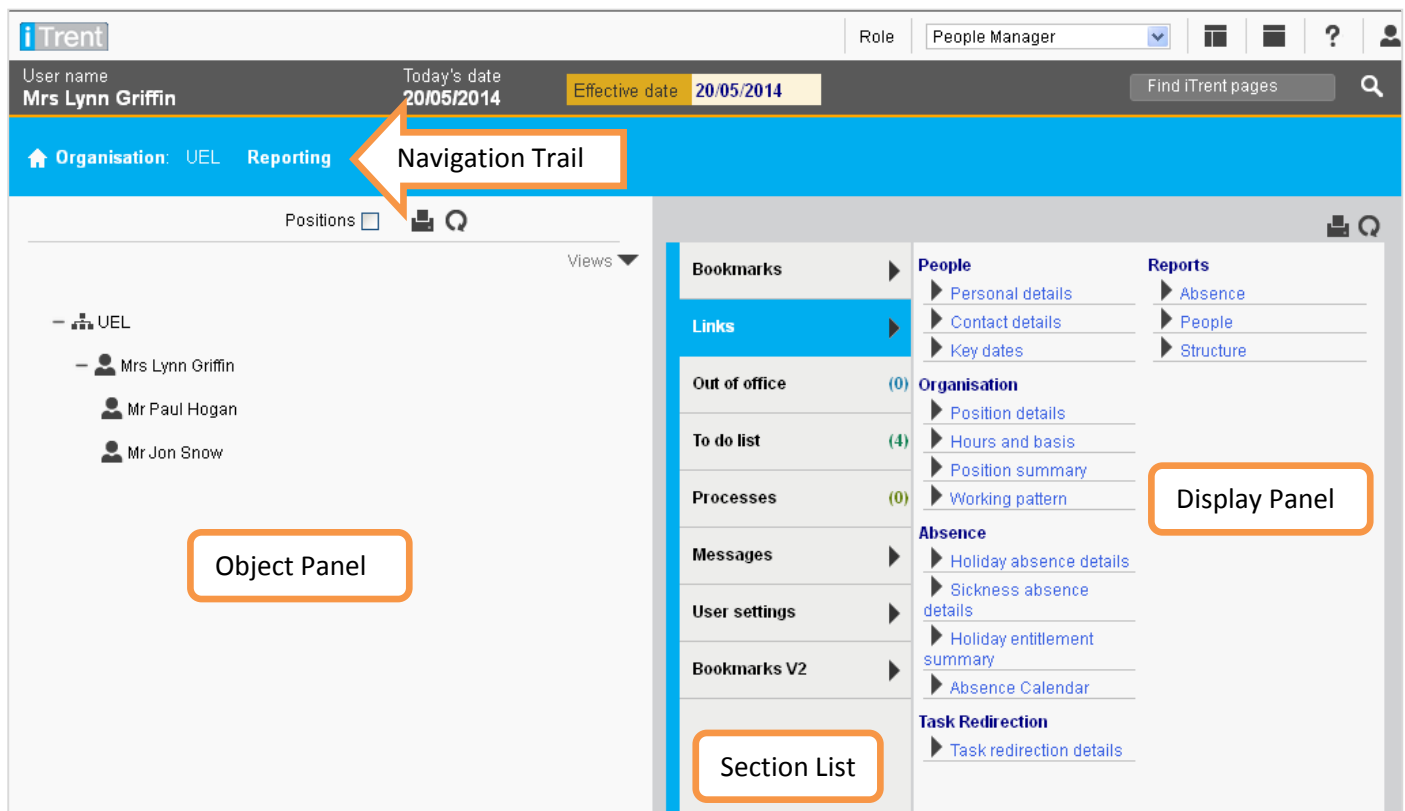 iTrent
Role People Manager ?
User name
Mrs Lynn Griffin
Today's date
20/05/2014
Effective date 20/05/2014
Find iTrent pages
Organisation: UEL Reporting
Navigation Trail
Positions
Views
UEL
Mrs Lynn Griffin
Mr Paul Hogan
Mr Jon Snow
Object Panel
Bookmarks
Links
Out of office (0)
To do list (4)
Processes (0)
Messages
User settings
Bookmarks V2
Section List
People
Personal details
Contact details
Key dates
Organisation
Position details
Hours and basis
Position summary
Working pattern
Absence
Holiday absence details
Sickness absence
details
Holiday entitlement
summary
Absence Calendar
Task Redirection
Task redirection details
Reports
Absence
People
Structure
Display Panel